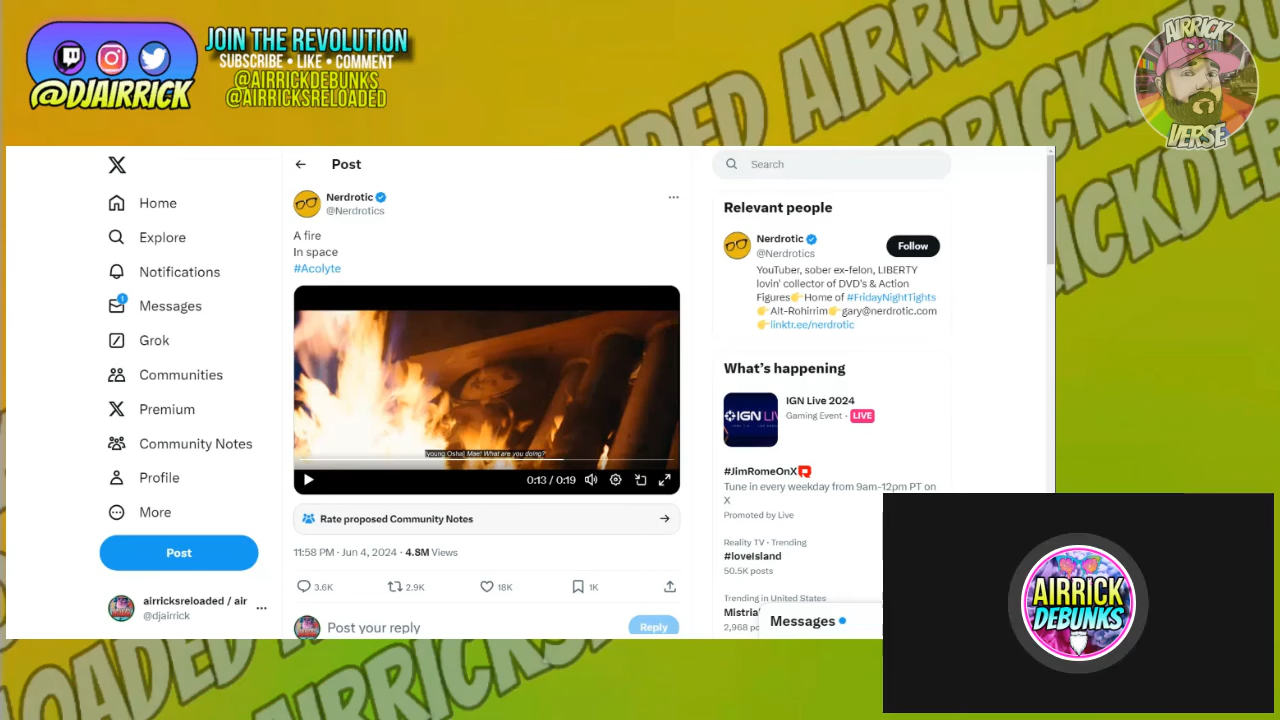 @DJAIRRICK
JOIN THE REVOLUTION
SUBSCRIBE • LIKE • COMMENT
@AIRRICKDEBUNKS
@AIRRICKSRELOADED
AIRRICK
VERSE
Home
Explore
Notifications
1
Messages
Grok
Communities
Premium
Community Notes
Profile
More
Post
airricksreloaded / air
@djairrick
Post
Nerdrotic
@Nerdrotics
A fire
In space
#Acolyte
[young Osha] Mae! What are you doing?
0:13 / 0:19
Rate proposed Community Notes
11:58 PM · Jun 4, 2024 · 4.8M Views
3.6K
2.9K
18K
1K
Post your reply
Reply
Search
Relevant people
Nerdrotic
@Nerdrotics
Follow
YouTuber, sober ex-felon, LIBERTY
lovin' collector of DVD's & Action
Figures👉Home of #FridayNightTights
👉Alt-Rohirrim👉gary@nerdrotic.com
👉linktr.ee/nerdrotic
What's happening
IGN LIV
IGN Live 2024
Gaming Event · LIVE
#JimRomeOnX
Tune in every weekday from 9am-12pm PT on
X
Promoted by Live
Reality TV · Trending
#loveIsland
50.5K posts
Trending in United States
Mistria
2,968 po
Messages
AIRRICK
DEBUNKS